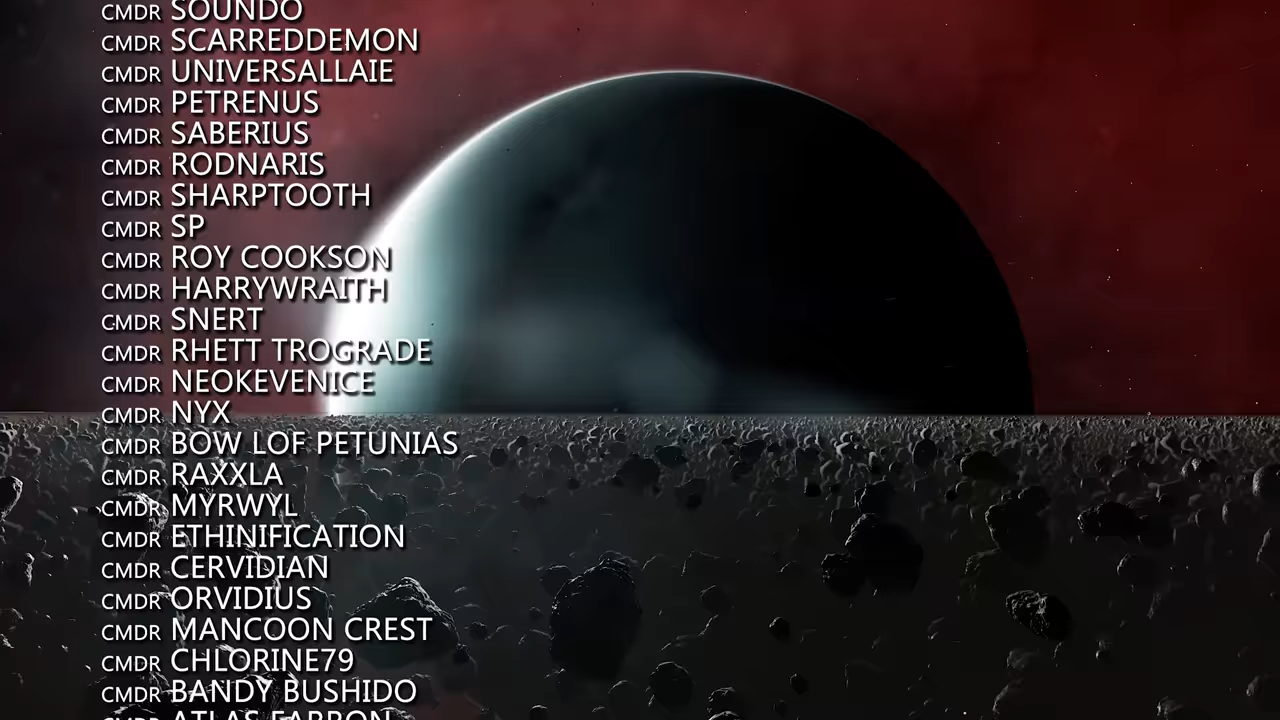 CMDR SOUNDO
CMDR SCARREDDEMON
CMDR UNIVERSALLAIE
CMDR PETRENUS
CMDR SABERIUS
CMDR RODNARIS
CMDR SHARPTOOTH
CMDR SP
CMDR ROY COOKSON
CMDR HARRYWRAITH
CMDR SNERT
CMDR RHETT TROGRADE
CMDR NEOKEVENICE
CMDR NYX
CMDR BOW LOF PETUNIAS
CMDR RAXXLA
CMDR MYRWYL
CMDR ETHINIFICATION
CMDR CERVIDIAN
CMDR ORVIDIUS
CMDR MANCOON CREST
CMDR CHLORINE79
CMDR BANDY BUSHIDO
CMDR ATLAS